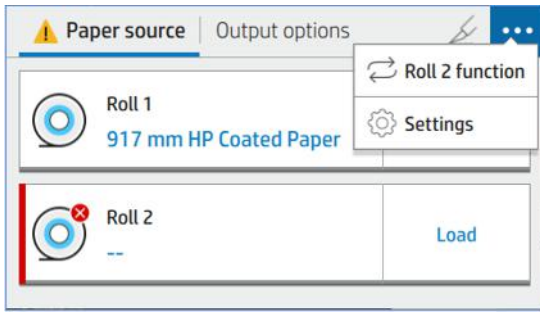 Paper source
Output options
Roll 2 function
Settings
Roll 1
917 mm HP Coated Paper
Roll 2
--
Load